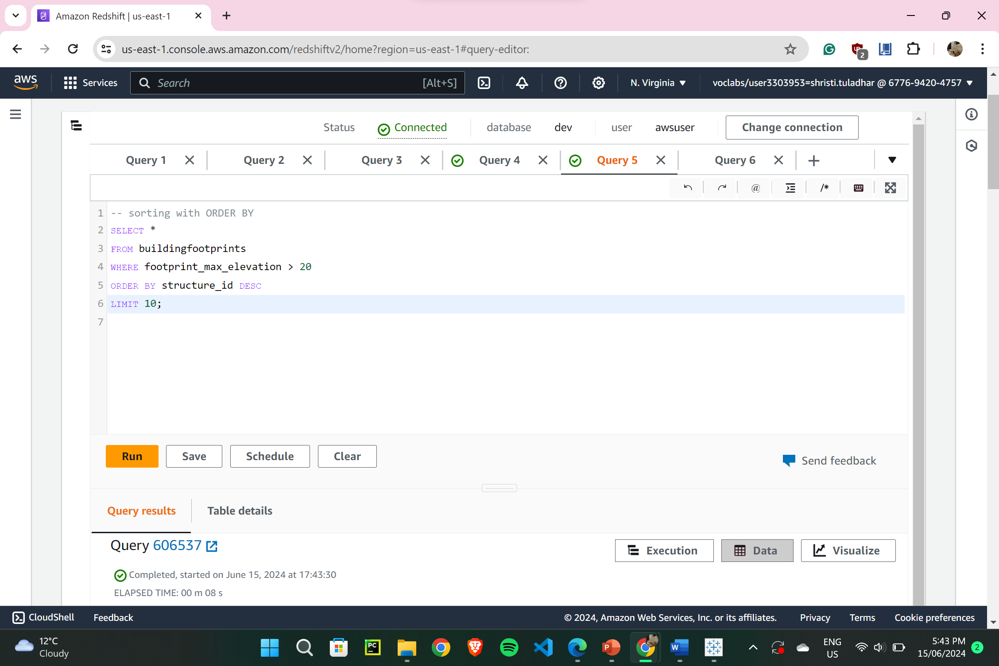 Amazon Redshift | us-east-1
us-east-1.console.aws.amazon.com/redshiftv2/home?region=us-east-1#query-editor:
2
aws
Services
Search
[Alt+S]
N. Virginia
voclabs/user3303953=shristi.tuladhar @ 6776-9420-4757
Status
Connected
database
dev
user
awsuser
Change connection
Query 1
Query 2
Query 3
Query 4
Query 5
Query 6
@
/*
1 -- sorting with ORDER BY
2 SELECT *
3 FROM buildingfootprints
4 WHERE footprint_max_elevation > 20
5 ORDER BY structure_id DESC
6 LIMIT 10;
7
Run
Save
Schedule
Clear
Send feedback
Query results
Table details
Query 606537
Execution
Data
Visualize
Completed, started on June 15, 2024 at 17:43:30
ELAPSED TIME: 00 m 08 s
CloudShell
Feedback
© 2024, Amazon Web Services, Inc. or its affiliates.
Privacy
Terms
Cookie preferences
12°C
Cloudy
PC
P
W
ENG
US
5:43 PM
15/06/2024
2